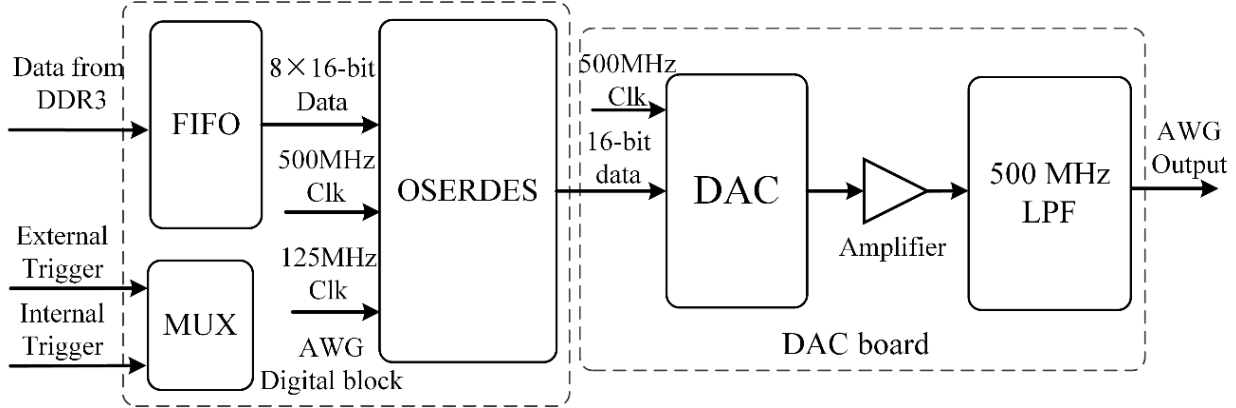 Data from
DDR3
FIFO
8×16-bit
Data
500MHz
Clk
125MHz
Clk
OSERDES
External
Trigger
Internal
Trigger
MUX
AWG
Digital block
500MHz
Clk
16-bit
data
DAC
Amplifier
500 MHz
LPF
AWG
Output
DAC board